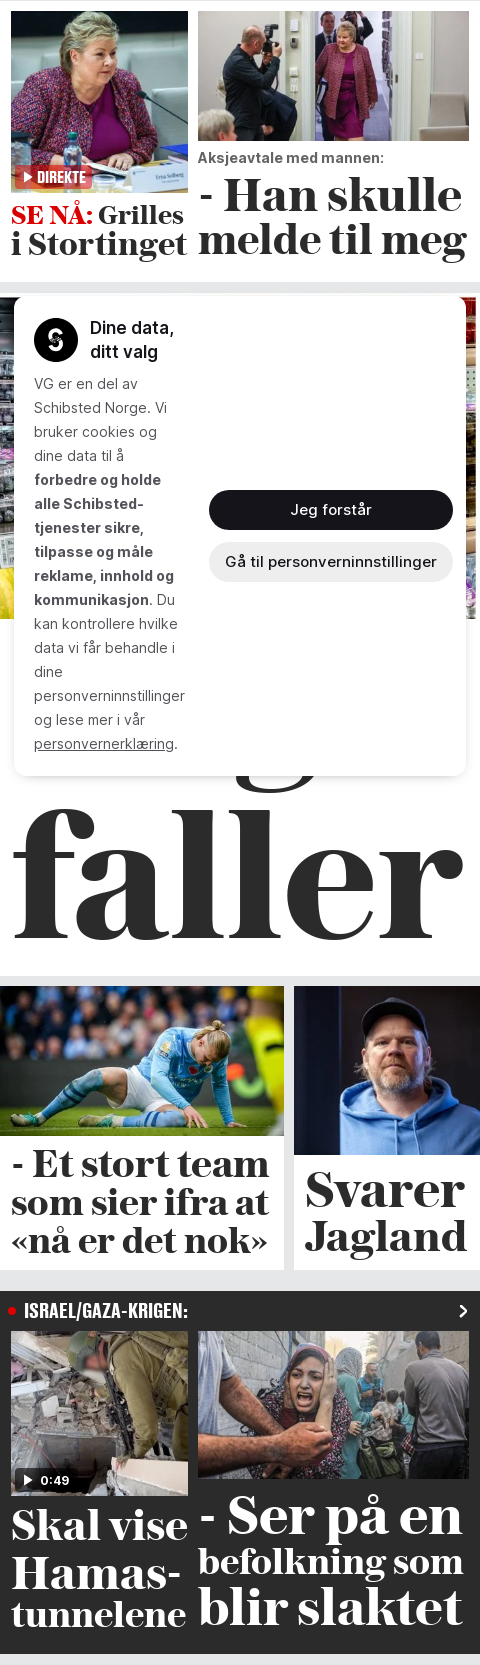 DIREKTE
Erna Solberg
SE NÅ: Grilles
i Stortinget
Aksjeavtale med mannen:
- Han skulle
melde til meg
Dine data,
ditt valg
VG er en del av
Schibsted Norge. Vi
bruker cookies og
dine data til å
forbedre og holde
alle Schibsted-
tjenester sikre,
tilpasse og måle
reklame, innhold og
kommunikasjon. Du
kan kontrollere hvilke
data vi får behandle i
dine
personverninnstillinger
og lese mer i vår
personvernerklæring.
Jeg forstår
Gå til personverninnstillinger
faller
- Et stort team
som sier ifra at
«nå er det nok»
Svarer
Jagland
ISRAEL/GAZA-KRIGEN:
0:49
Skal vise
Hamas-
tunnelene
- Ser på en
befolkning som
blir slaktet